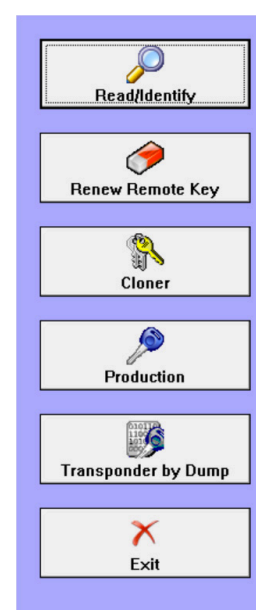 Read/Identify
Renew Remote Key
Cloner
Production
Transponder by Dump
Exit